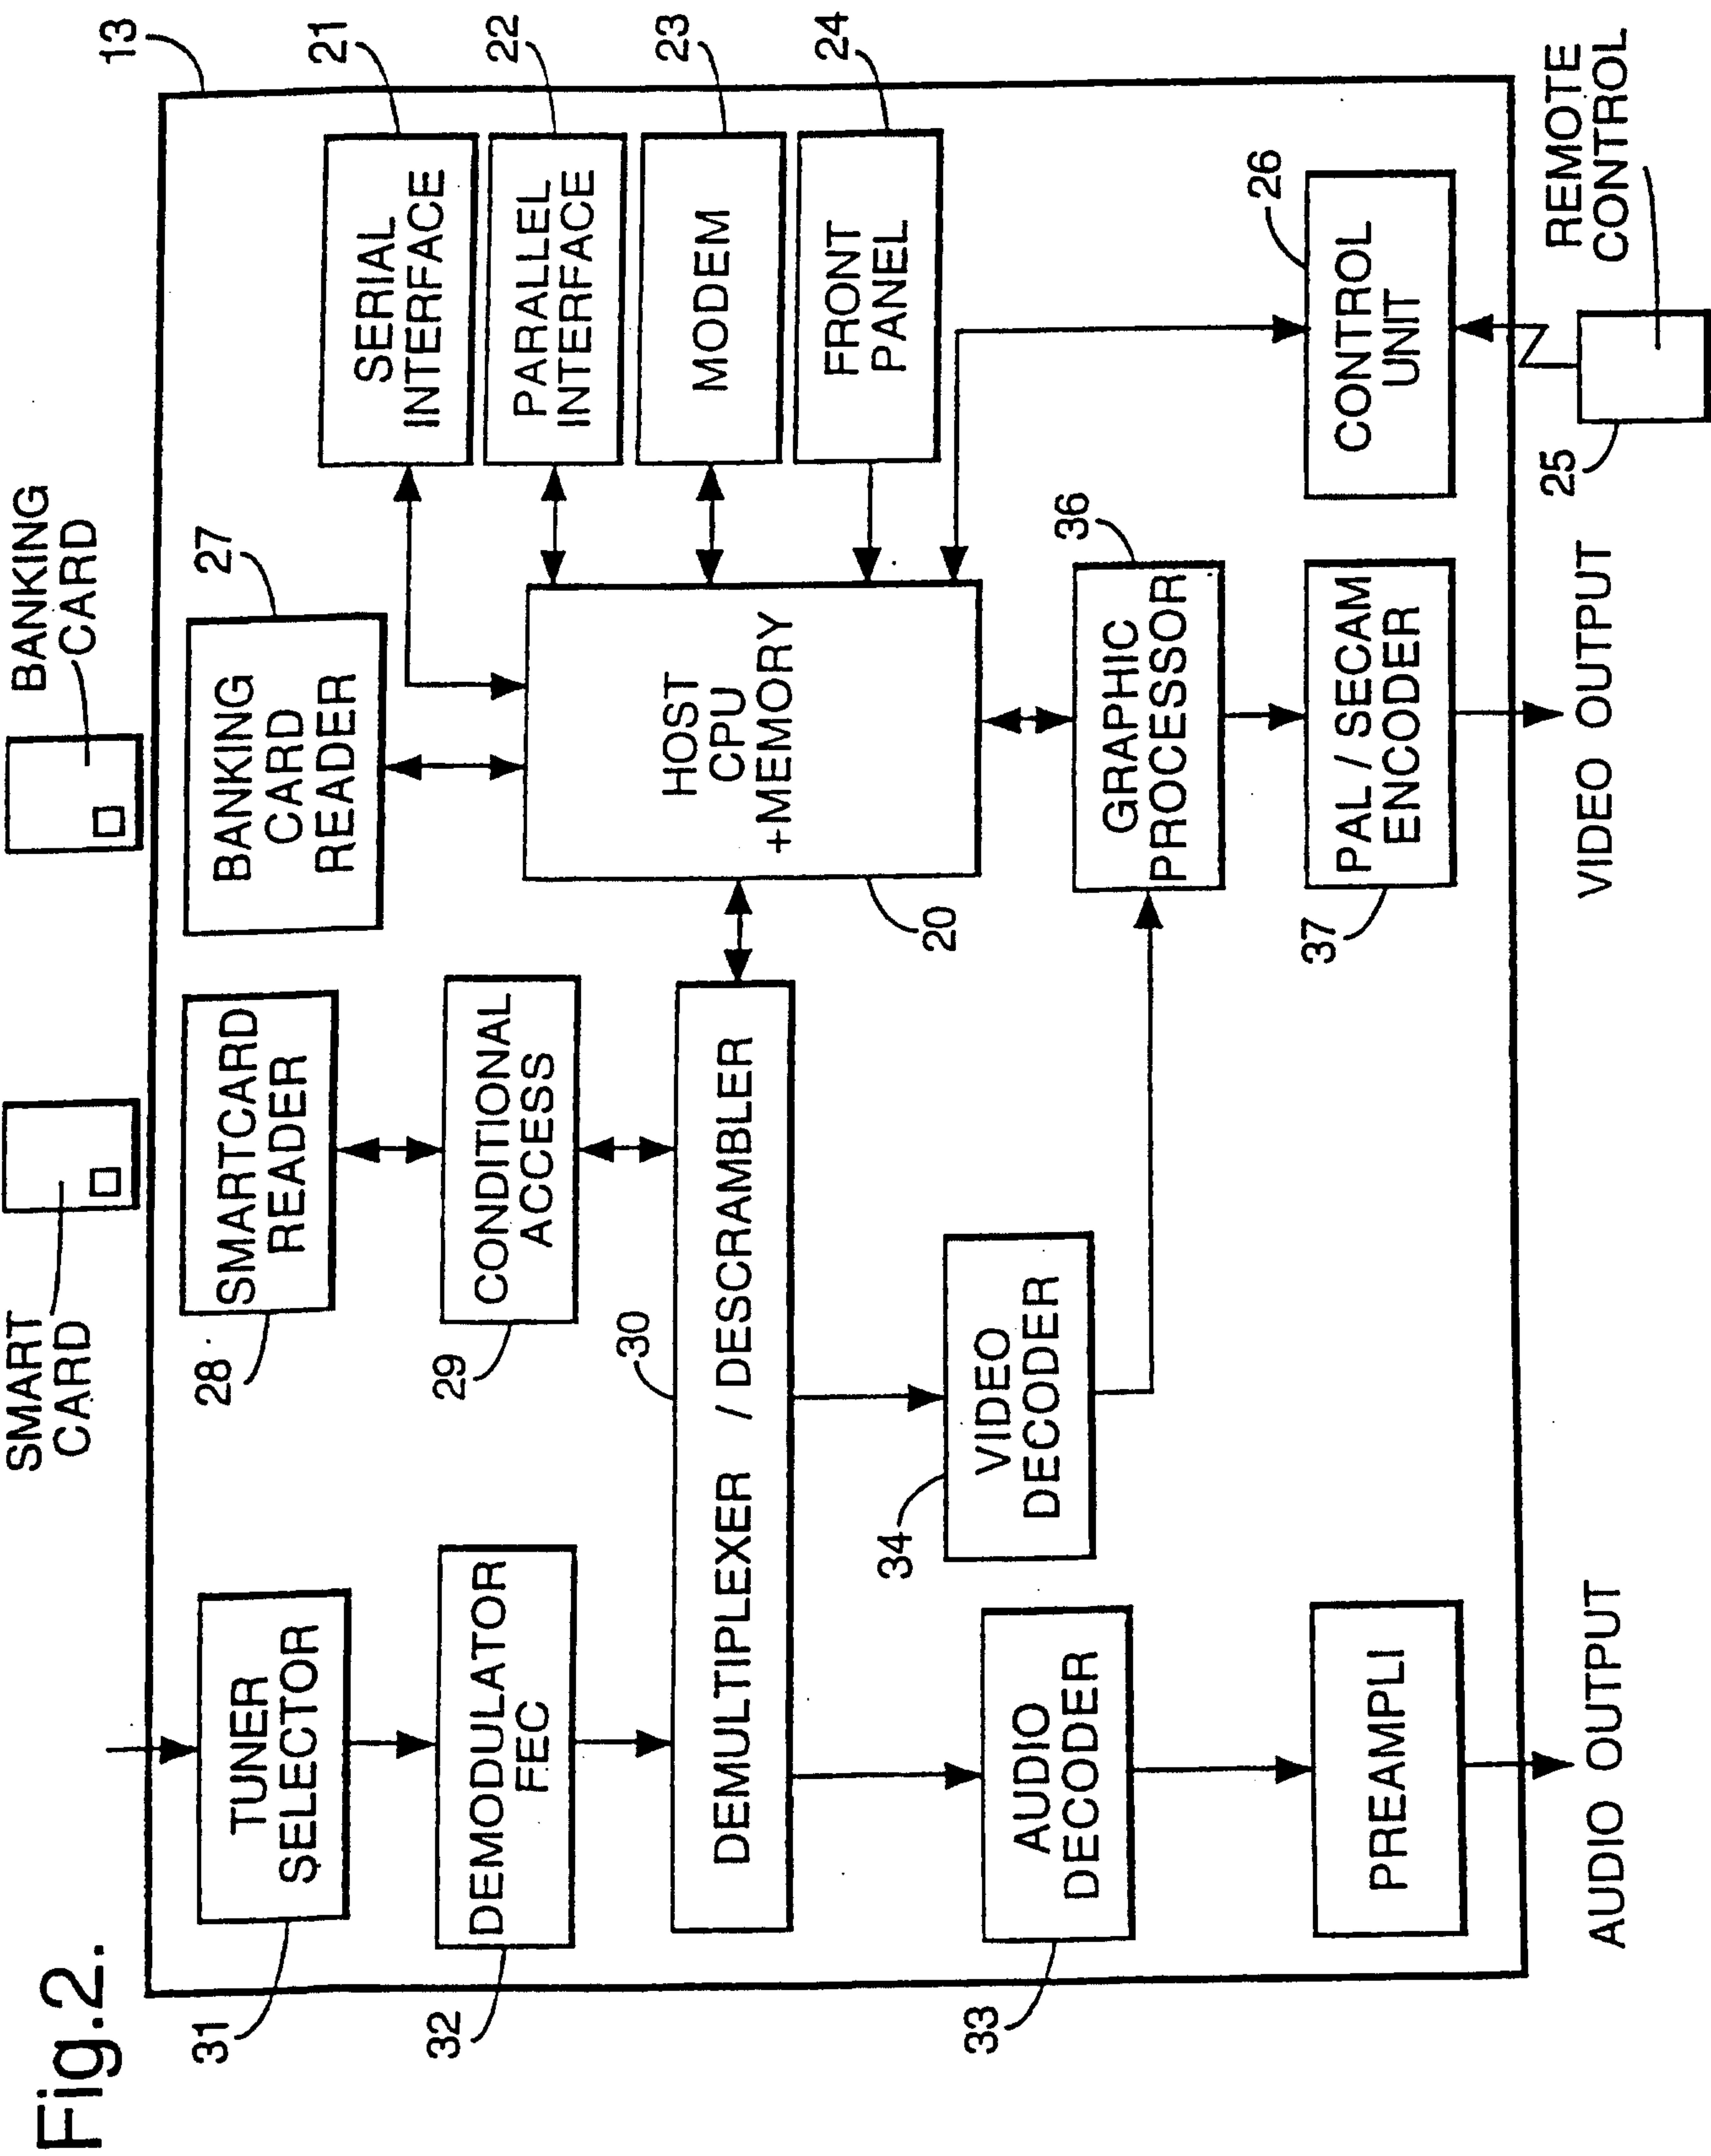 Fig.2.
SMART
CARD
BANKING
CARD
13
31
TUNER
SELECTOR
28
SMARTCARD
READER
27
BANKING
CARD
READER
SERIAL
INTERFACE
21
32
DEMODULATOR
FEC
29
CONDITIONAL
ACCESS
PARALLEL
INTERFACE
22
30
DEMULTIPLEXER / DESCRAMBLER
HOST
CPU
+MEMORY
20
MODEM
23
FRONT
PANEL
24
33
AUDIO
DECODER
34
VIDEO
DECODER
36
GRAPHIC
PROCESSOR
26
PREAMPLI
37
PAL / SECAM
ENCODER
CONTROL
UNIT
AUDIO OUTPUT
VIDEO OUTPUT
25
REMOTE
CONTROL